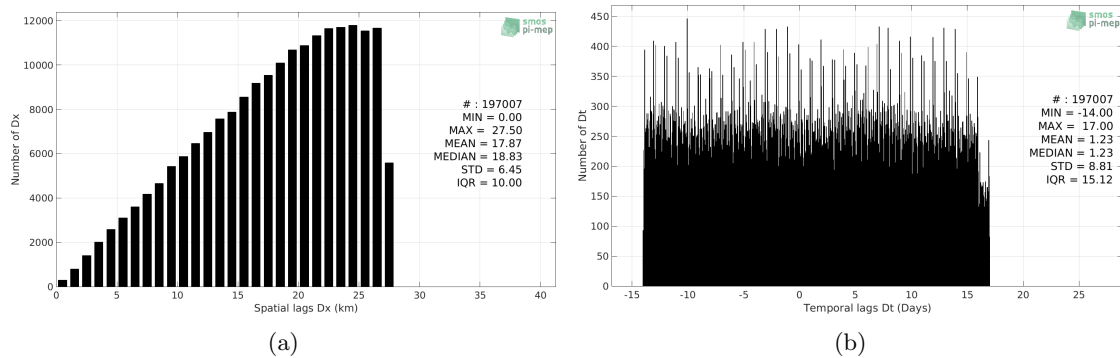 12000
10000
8000
6000
4000
2000
0
Number of Dx
smos
pi-mep
# : 197007
MIN = 0.00
MAX = 27.50
MEAN = 17.87
MEDIAN = 18.83
STD = 6.45
IQR = 10.00
0 5 10 15 20 25 30 35 40
Spatial lags Dx (km)
(a)
450
400
350
300
250
200
150
100
50
0
Number of Dt
smos
pi-mep
# : 197007
MIN = -14.00
MAX = 17.00
MEAN = 1.23
MEDIAN = 1.23
STD = 8.81
IQR = 15.12
-15 -10 -5 0 5 10 15 20 25
Temporal lags Dt (Days)
(b)